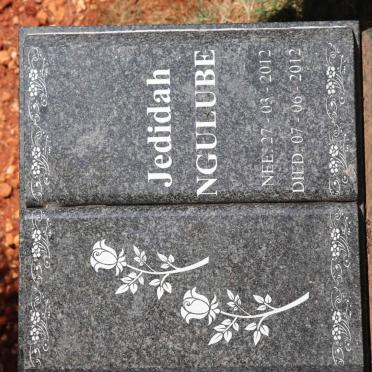 Jedidah
NGULUBE
NEE: 27 - 03 - 2012
DIED: 07 - 06 - 2012